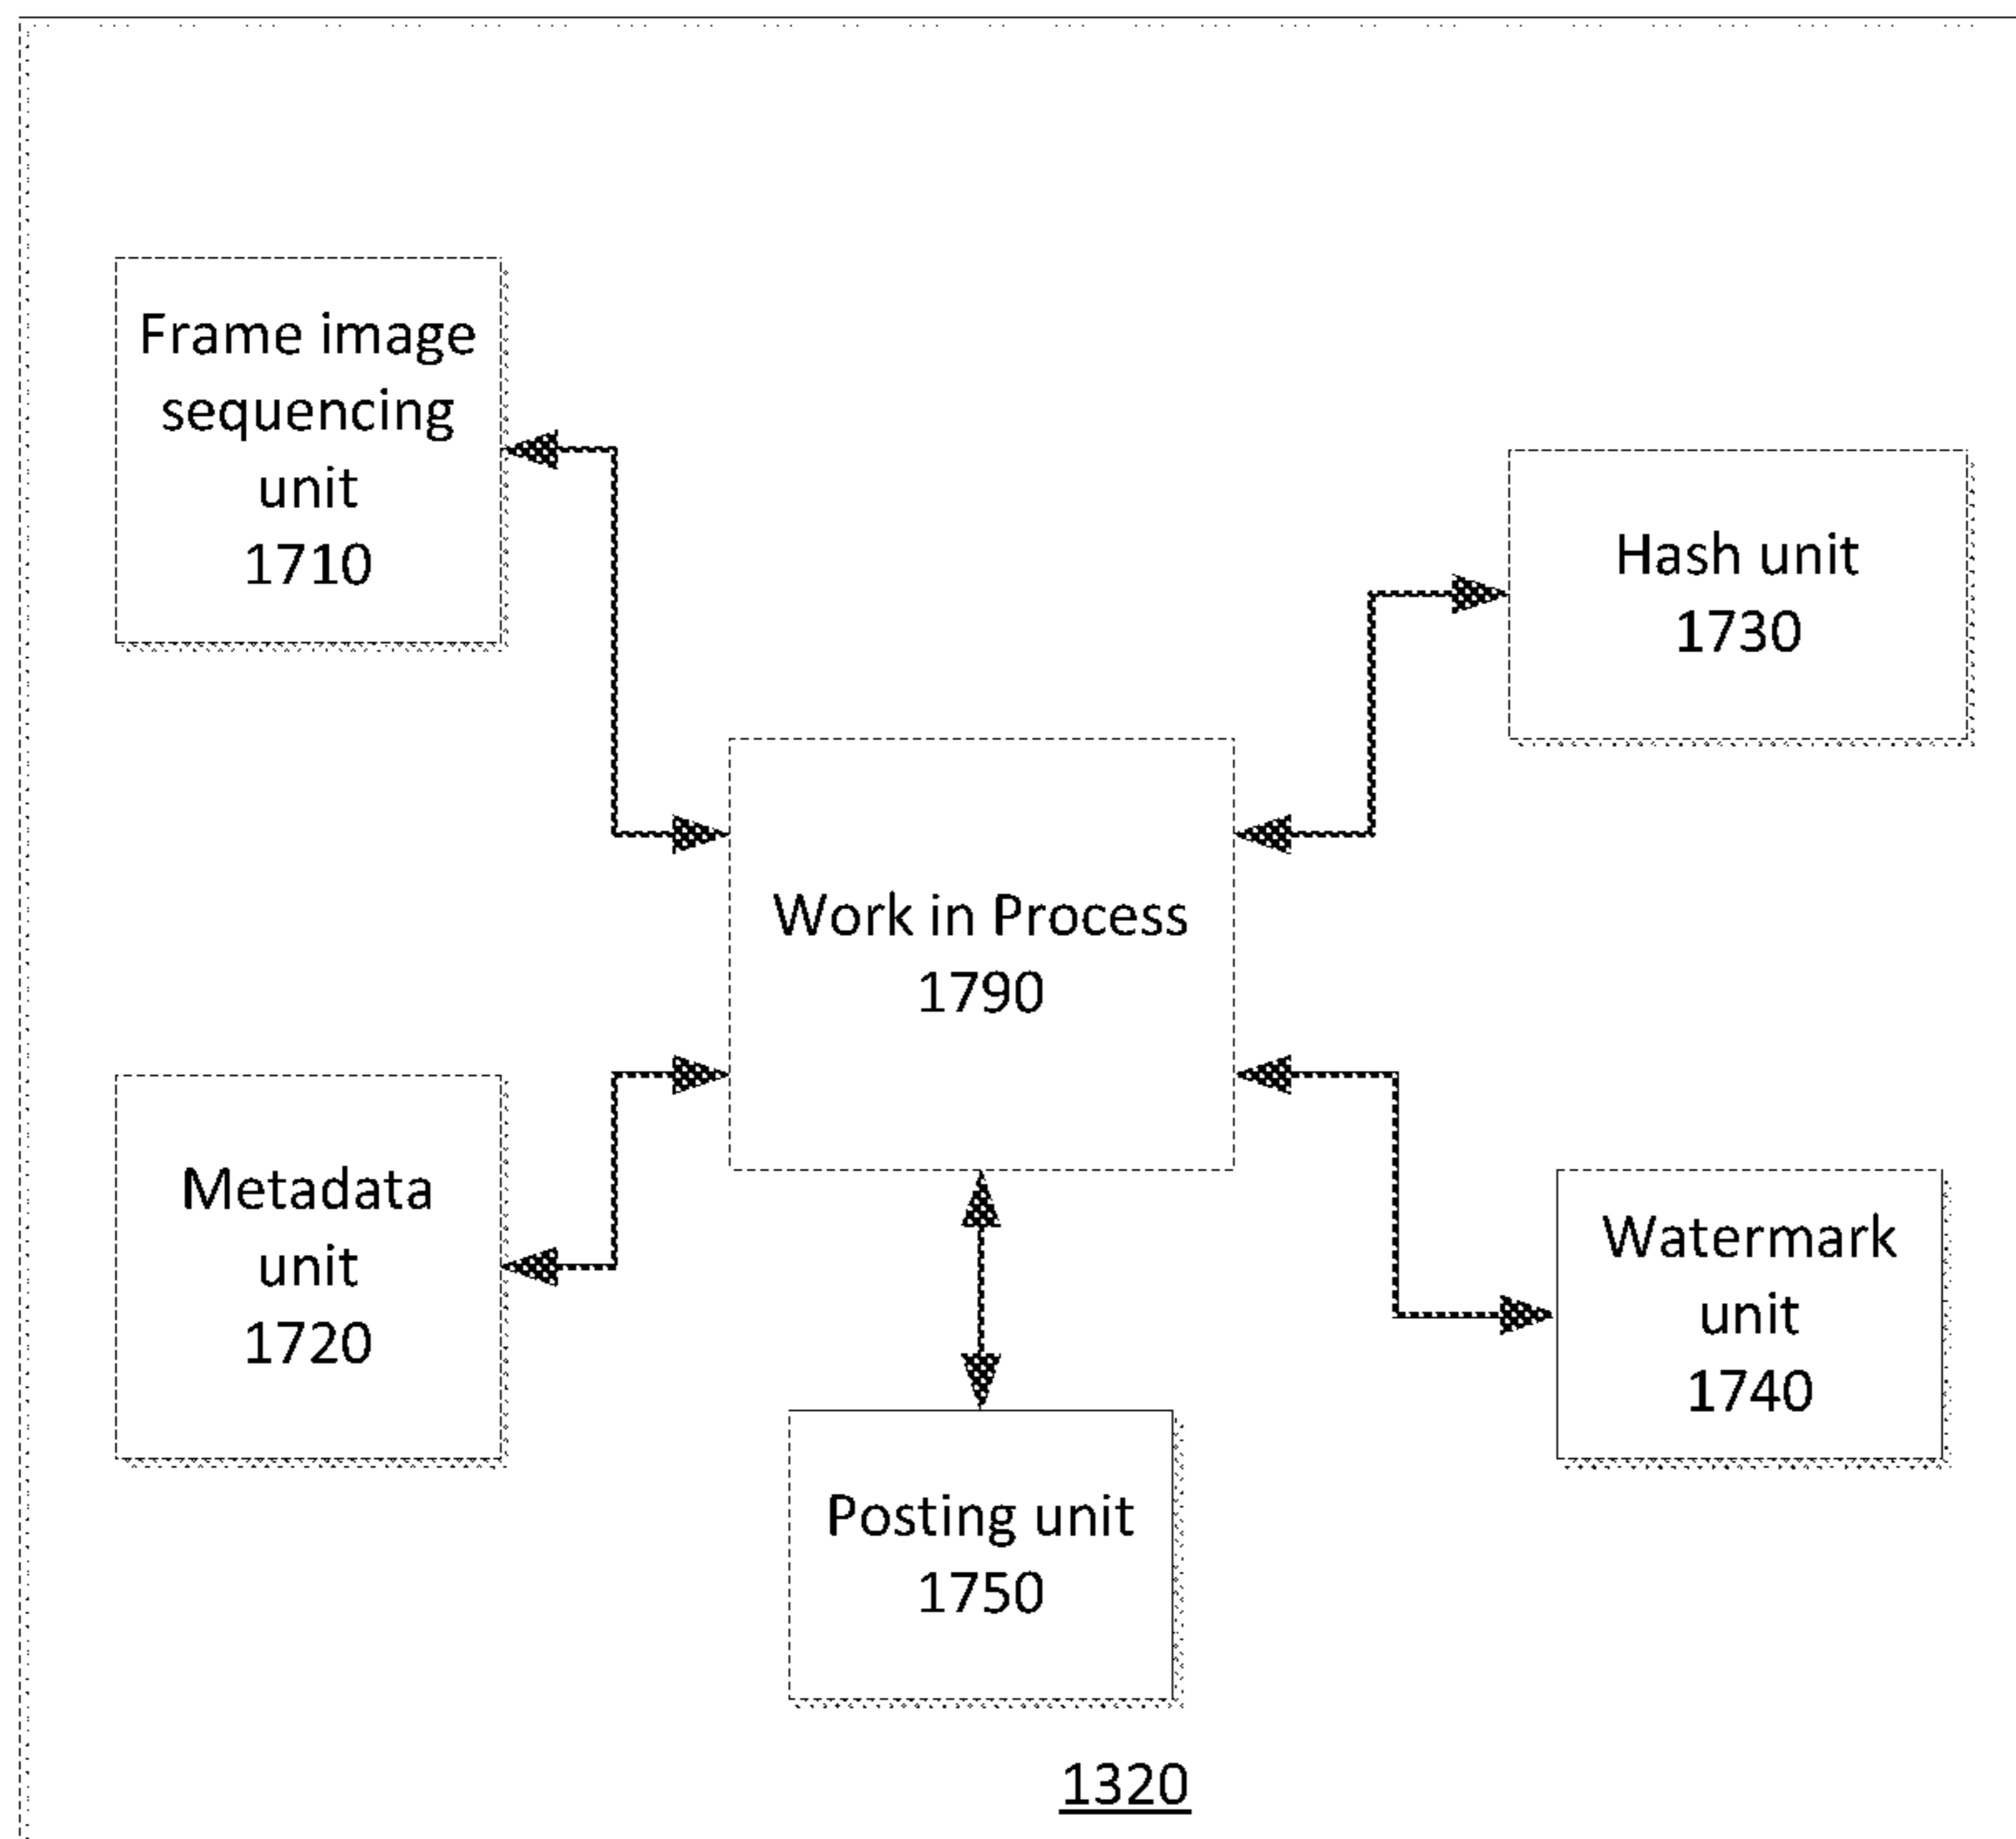 Frame image
sequencing
unit
1710
Hash unit
1730
Work in Process
1790
Metadata
unit
1720
Watermark
unit
1740
Posting unit
1750
1320